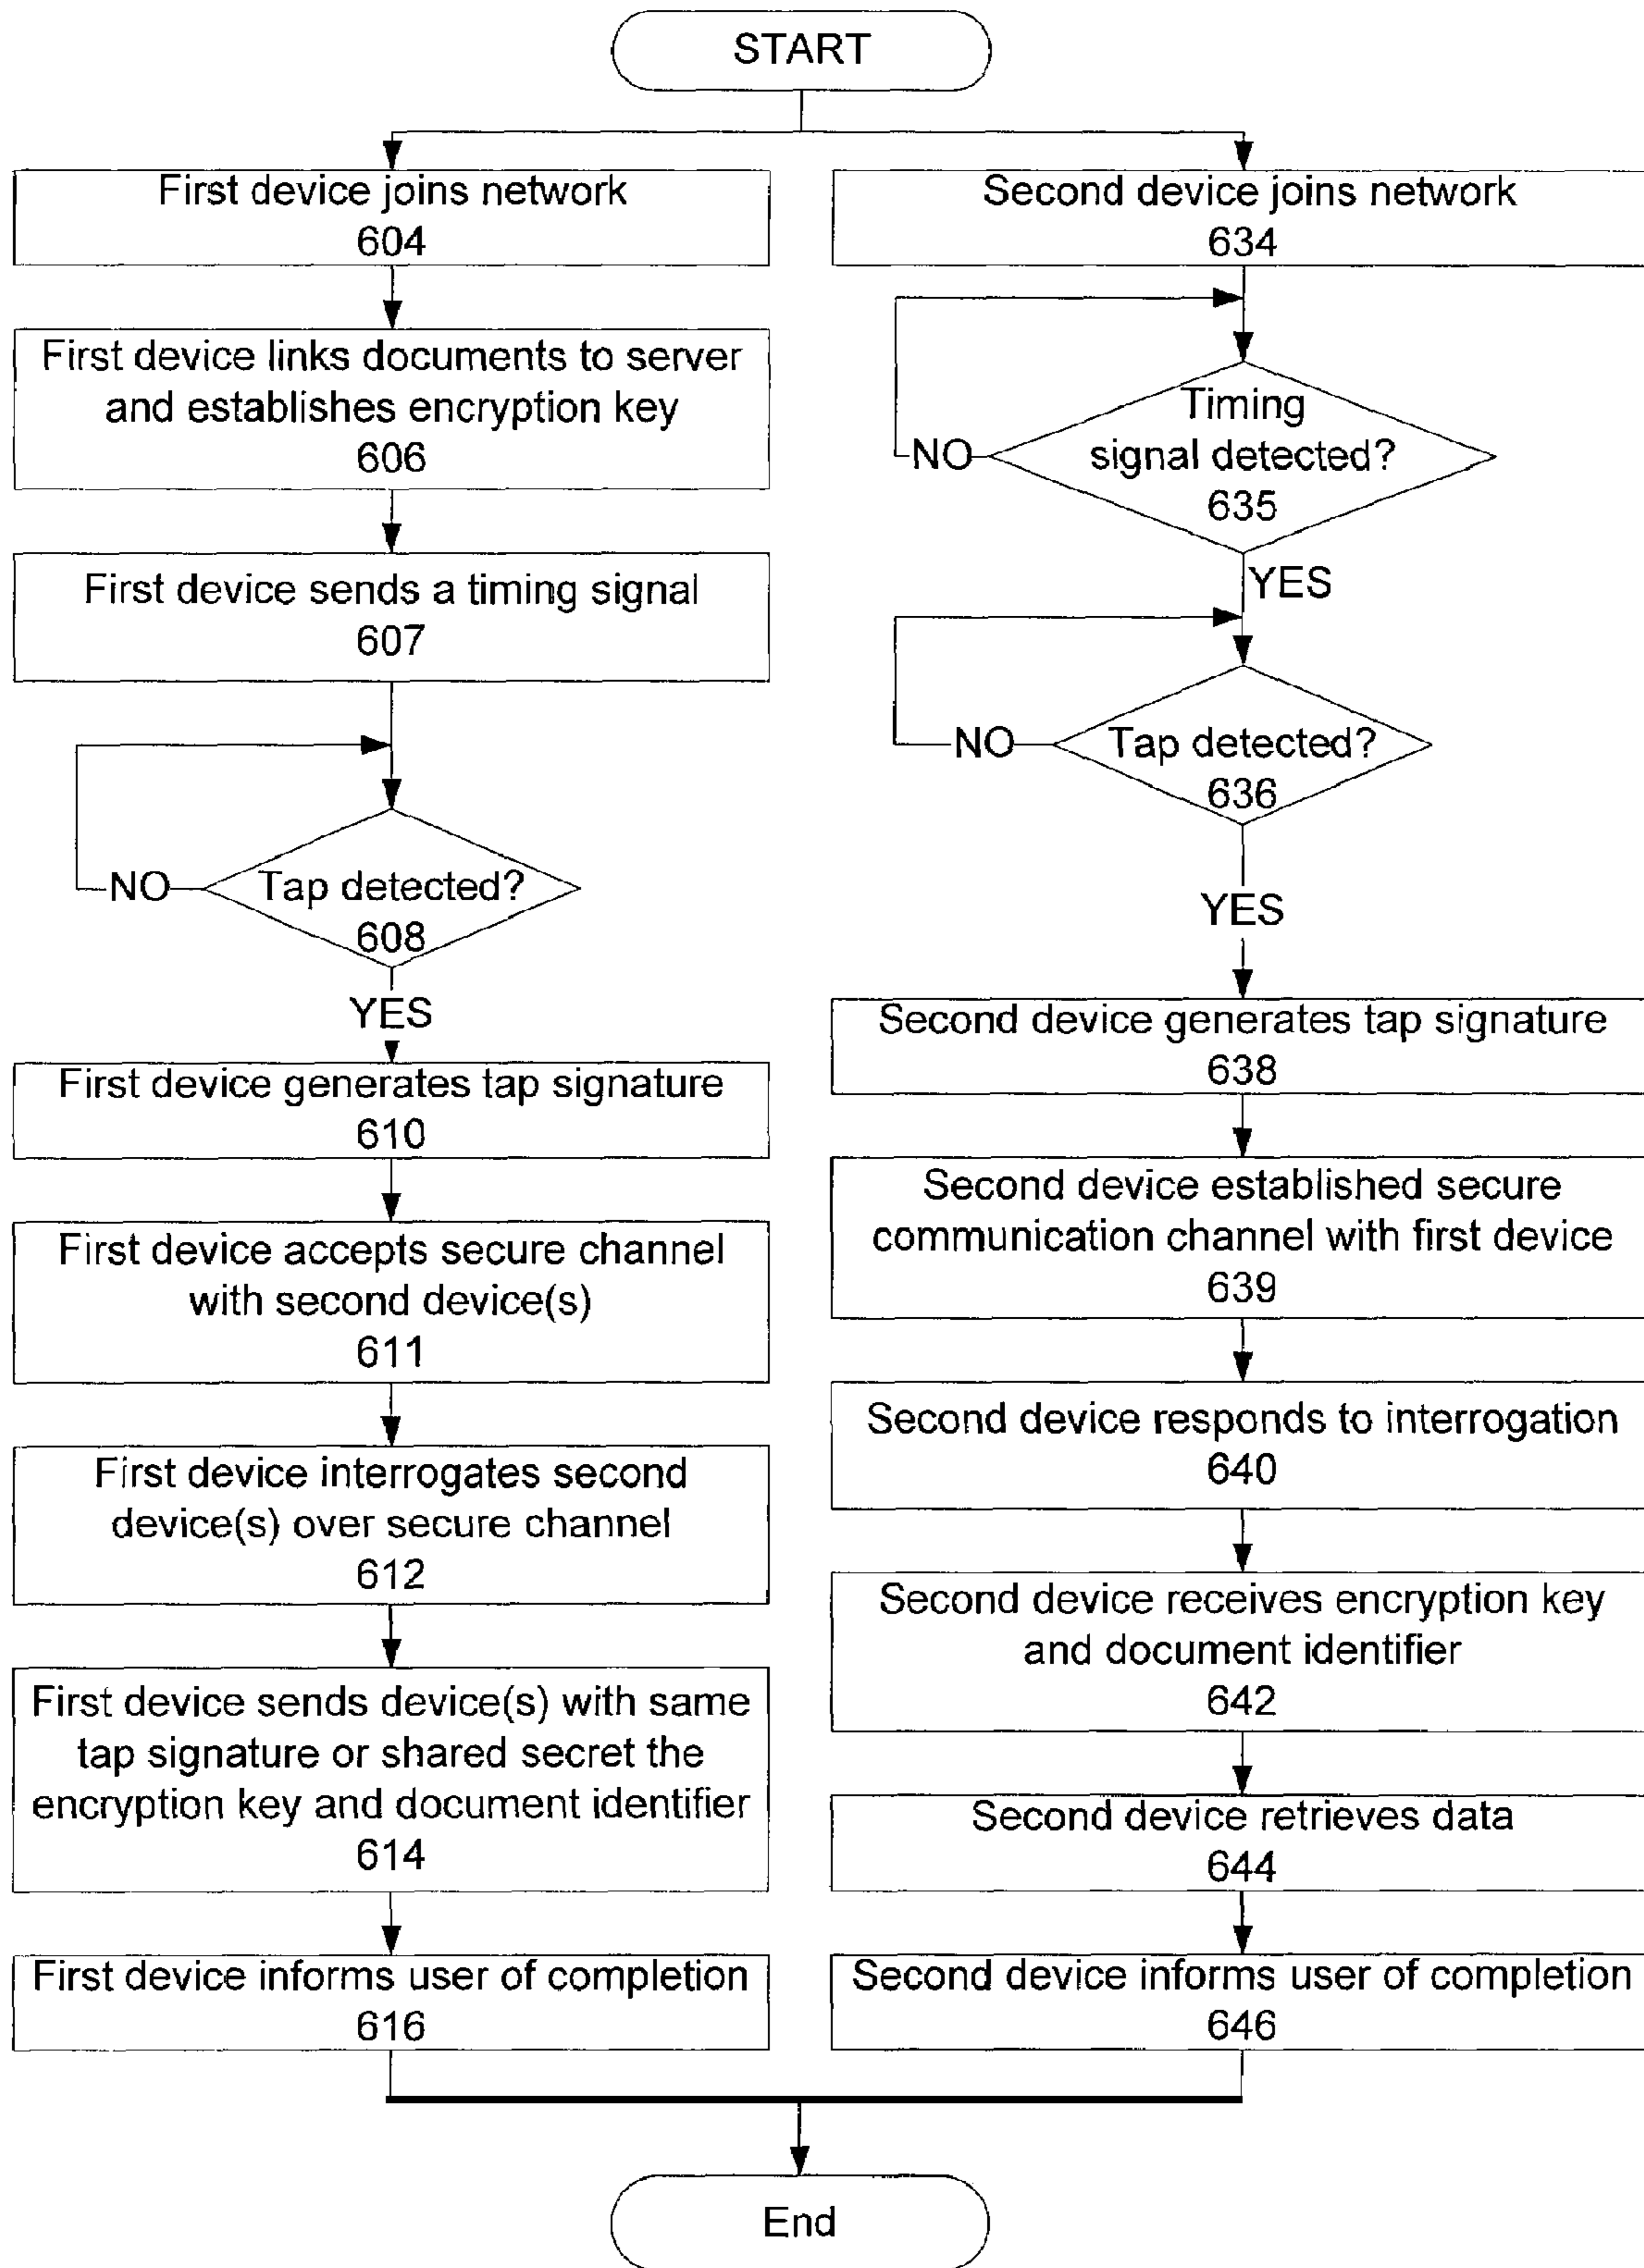 START
First device joins network
604
First device links documents to server
and establishes encryption key
606
First device sends a timing signal
607
NO
Tap detected?
608
YES
First device generates tap signature
610
First device accepts secure channel
with second device(s)
611
First device interrogates second
device(s) over secure channel
612
First device sends device(s) with same
tap signature or shared secret the
encryption key and document identifier
614
First device informs user of completion
616
Second device joins network
634
Timing
signal detected?
635
NO
YES
NO
Tap detected?
636
YES
Second device generates tap signature
638
Second device established secure
communication channel with first device
639
Second device responds to interrogation
640
Second device receives encryption key
and document identifier
642
Second device retrieves data
644
Second device informs user of completion
646
End